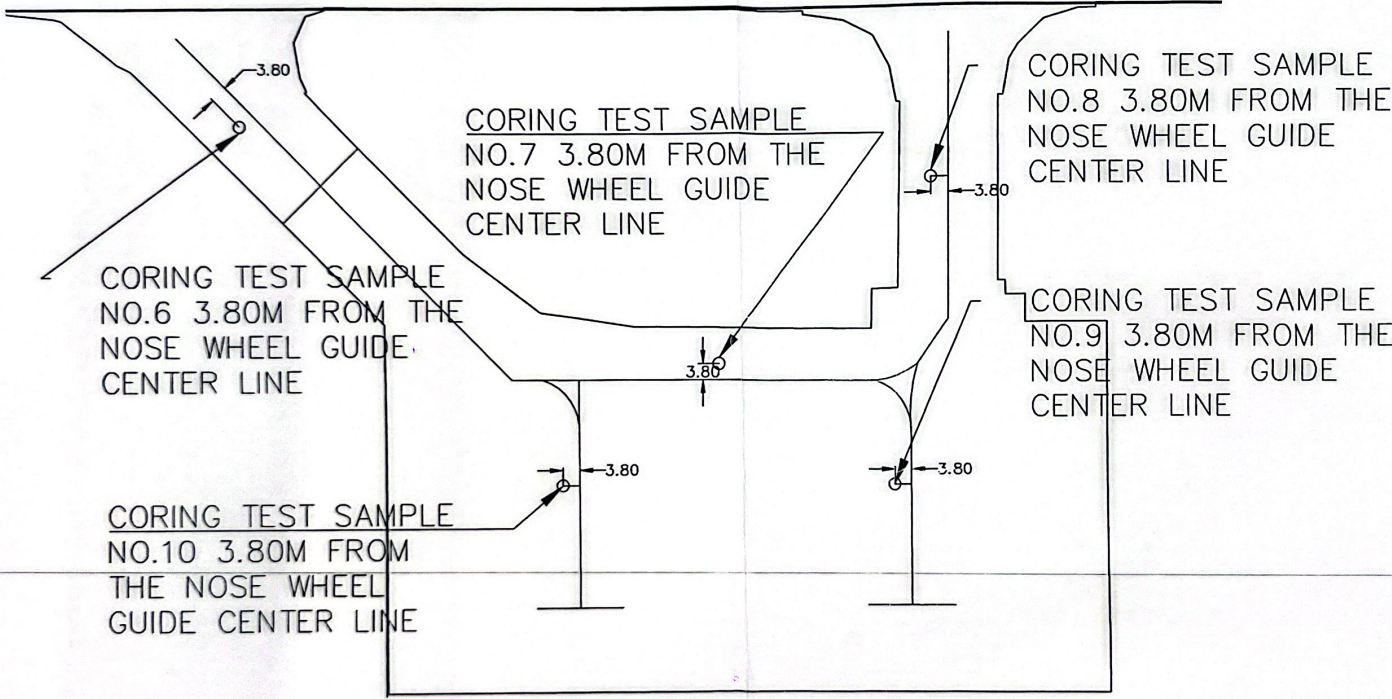 3.80
CORING TEST SAMPLE
NO.8 3.80M FROM THE
NOSE WHEEL GUIDE
CENTER LINE
CORING TEST SAMPLE
NO.7 3.80M FROM THE
NOSE WHEEL GUIDE
CENTER LINE
3.80
CORING TEST SAMPLE
NO.6 3.80M FROM THE
NOSE WHEEL GUIDE
CENTER LINE
CORING TEST SAMPLE
NO.9 3.80M FROM THE
NOSE WHEEL GUIDE
CENTER LINE
3.80
3.80
3.80
CORING TEST SAMPLE
NO.10 3.80M FROM
THE NOSE WHEEL
GUIDE CENTER LINE